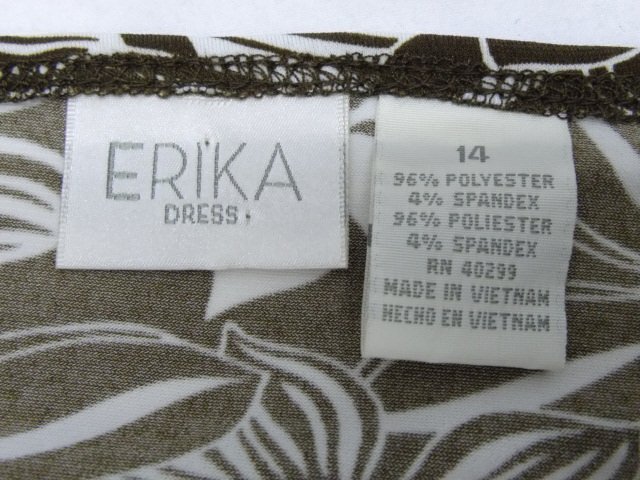 ERIKA
DRESS
14
96% POLYESTER
4% SPANDEX
96% POLIESTER
4% SPANDEX
RN 40299
MADE IN VIETNAM
HECHO EN VIETNAM